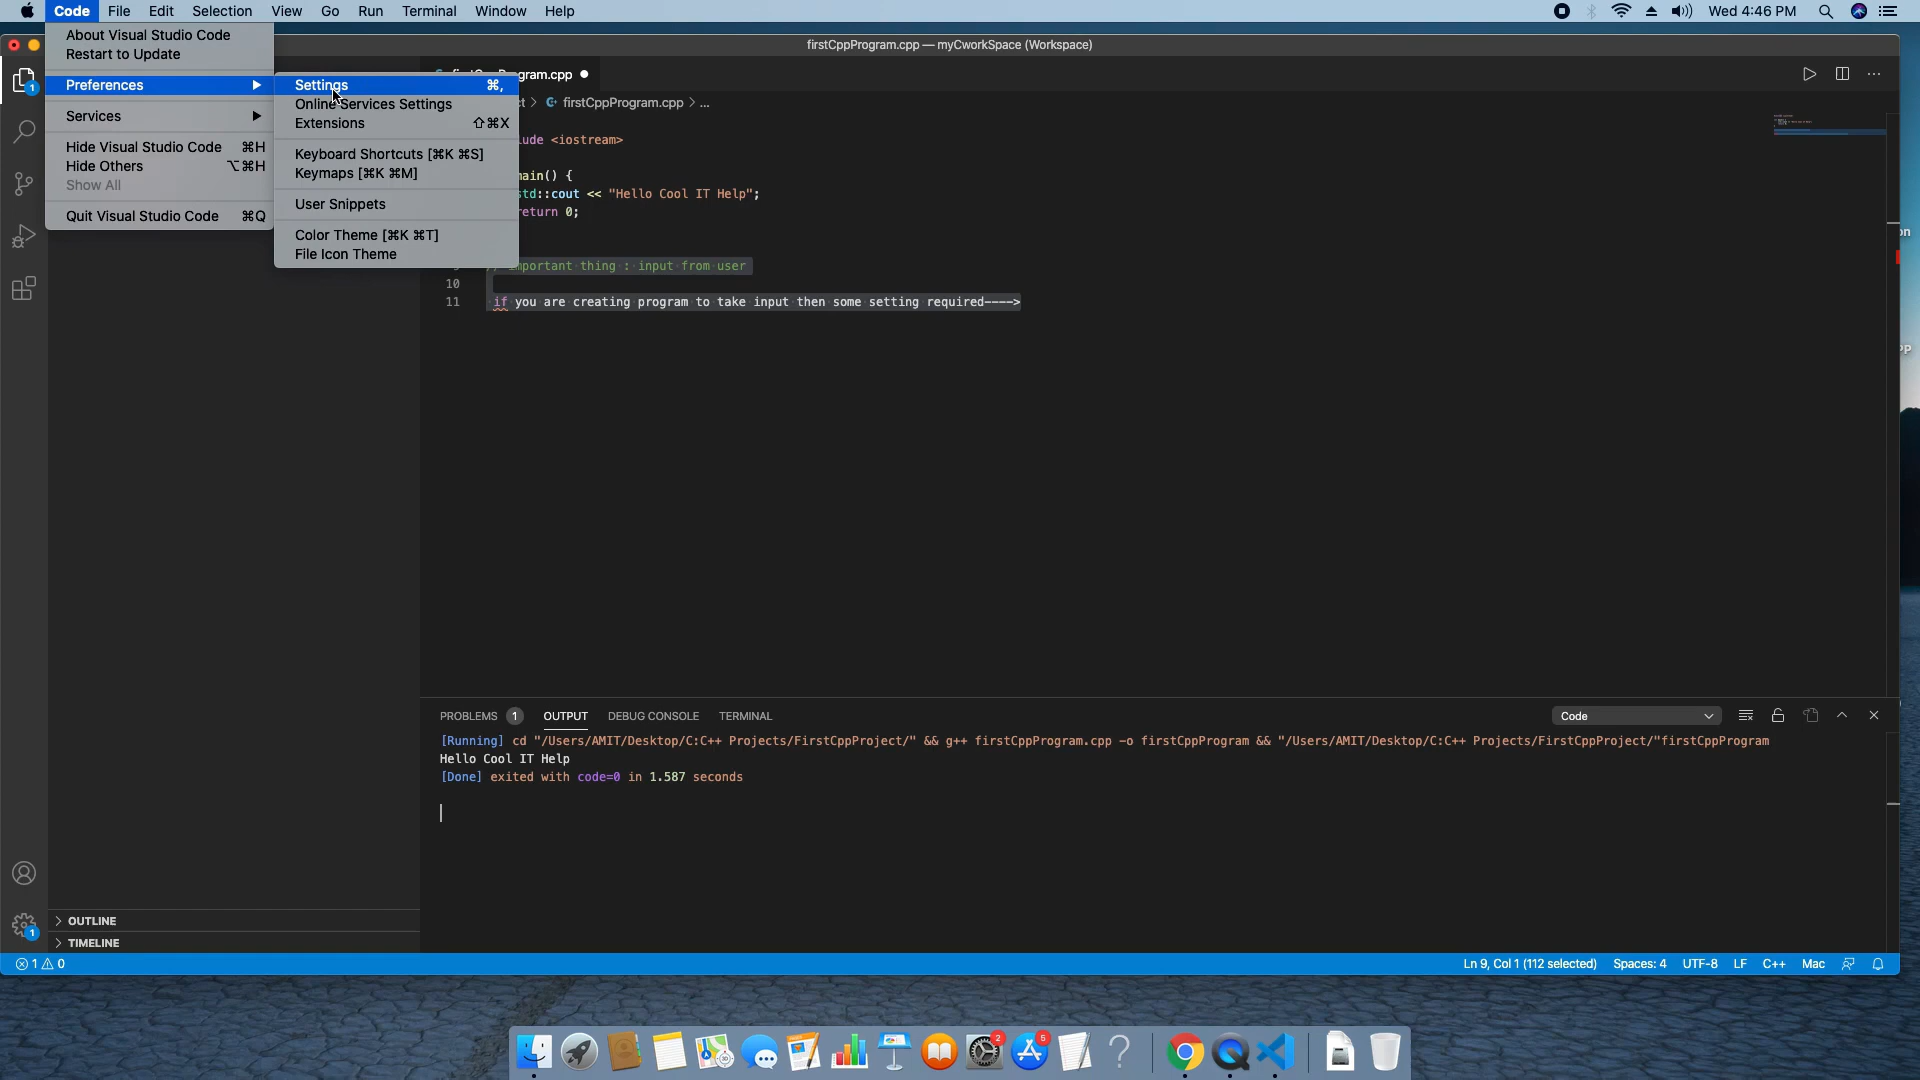 Code File Edit Selection View Go Run Terminal Window Help Wed 4:46 PM
About Visual Studio Code
Restart to Update
Preferences
Services
Hide Visual Studio Code ⌘H
Hide Others ⌥⌘H
Show All
Quit Visual Studio Code ⌘Q
Settings ⌘,
Online Services Settings
Extensions ⇧⌘X
Keyboard Shortcuts [⌘K ⌘S]
Keymaps [⌘K ⌘M]
User Snippets
Color Theme [⌘K ⌘T]
File Icon Theme
firstCppProgram.cpp — myCworkSpace (Workspace)
gram.cpp
firstCppProgram.cpp > ...
ude <iostream>
ain() {
td::cout << "Hello Cool IT Help";
eturn 0;
mportant thing : input from user
10
11 if you are creating program to take input then some setting required---->
PROBLEMS 1 OUTPUT DEBUG CONSOLE TERMINAL Code
[Running] cd "/Users/AMIT/Desktop/C:C++ Projects/FirstCppProject/" && g++ firstCppProgram.cpp -o firstCppProgram && "/Users/AMIT/Desktop/C:C++ Projects/FirstCppProject/"firstCppProgram
Hello Cool IT Help
[Done] exited with code=0 in 1.587 seconds
1
1
> OUTLINE
> TIMELINE
1 0 Ln 9, Col 1 (112 selected) Spaces: 4 UTF-8 LF C++ Mac
2
5